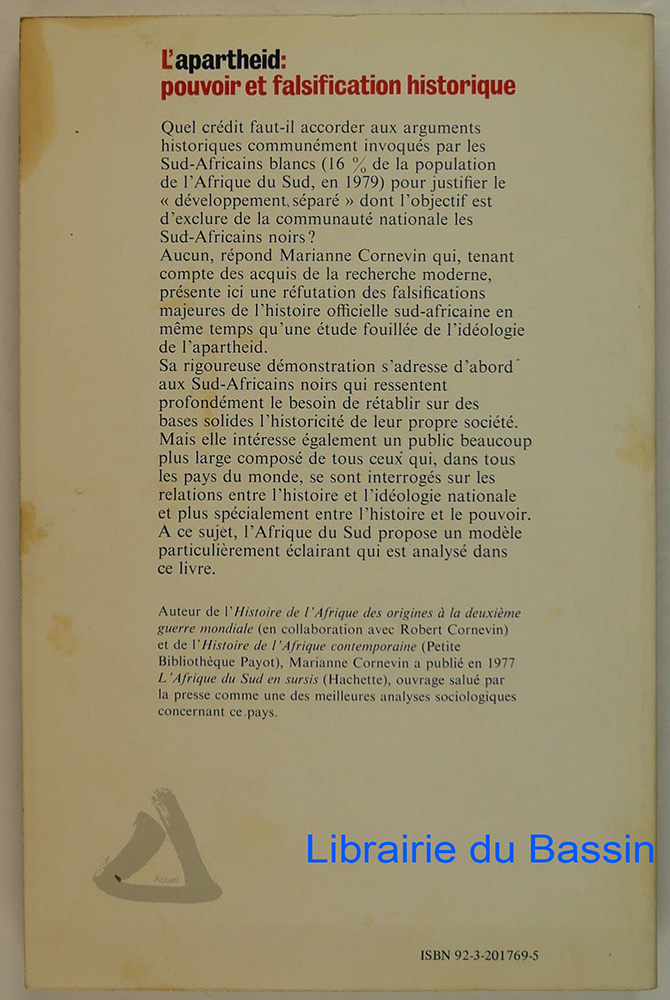 L'apartheid:
pouvoir et falsification historique
Quel crédit faut-il accorder aux arguments
historiques communément invoqués par les
Sud-Africains blancs (16 % de la population
de l'Afrique du Sud, en 1979) pour justifier le
« développement séparé » dont l'objectif est
d'exclure de la communauté nationale les
Sud-Africains noirs ?
Aucun, répond Marianne Cornevin qui, tenant
compte des acquis de la recherche moderne,
présente ici une réfutation des falsifications
majeures de l'histoire officielle sud-africaine en
même temps qu'une étude fouillée de l'idéologie
de l'apartheid.
Sa rigoureuse démonstration s'adresse d'abord
aux Sud-Africains noirs qui ressentent
profondément le besoin de rétablir sur des
bases solides l'historicité de leur propre société.
Mais elle intéresse également un public beaucoup
plus large composé de tous ceux qui, dans tous
les pays du monde, se sont interrogés sur les
relations entre l'histoire et l'idéologie nationale
et plus spécialement entre l'histoire et le pouvoir.
A ce sujet, l'Afrique du Sud propose un modèle
particulièrement éclairant qui est analysé dans
ce livre.
Auteur de l'Histoire de l'Afrique des origines à la deuxième
guerre mondiale (en collaboration avec Robert Cornevin)
et de l'Histoire de l'Afrique contemporaine (Petite
Bibliothèque Payot), Marianne Cornevin a publié en 1977
L'Afrique du Sud en sursis (Hachette), ouvrage salué par
la presse comme une des meilleures analyses sociologiques
concernant ce pays.
Librairie du Bassin
Actuel
ISBN 92-3-201769-5